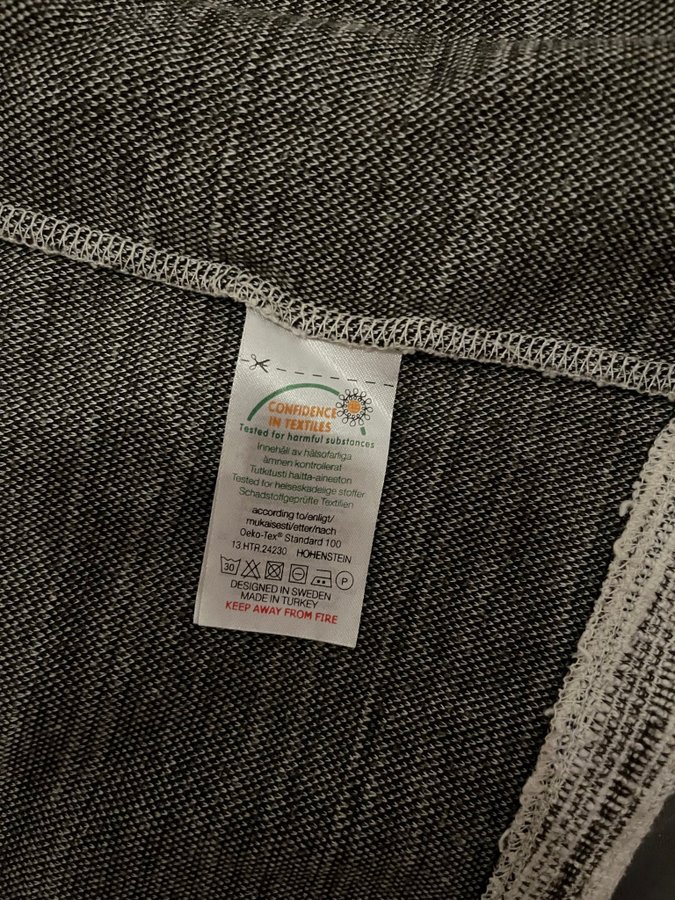 CONFIDENCE
IN TEXTILES
Tested for harmful substances
Innehåll av hälsofarliga
ämnen kontrollerat
Tutkitusti haitta-aineeton
Tested for helseskadelige stoffer
Schadstoffgeprüfte Textilien
according to/enligt/
mukaisesti/etter/nach
Oeko-Tex® Standard 100
13.HTR.24230 HOHENSTEIN
30 P
DESIGNED IN SWEDEN
MADE IN TURKEY
KEEP AWAY FROM FIRE